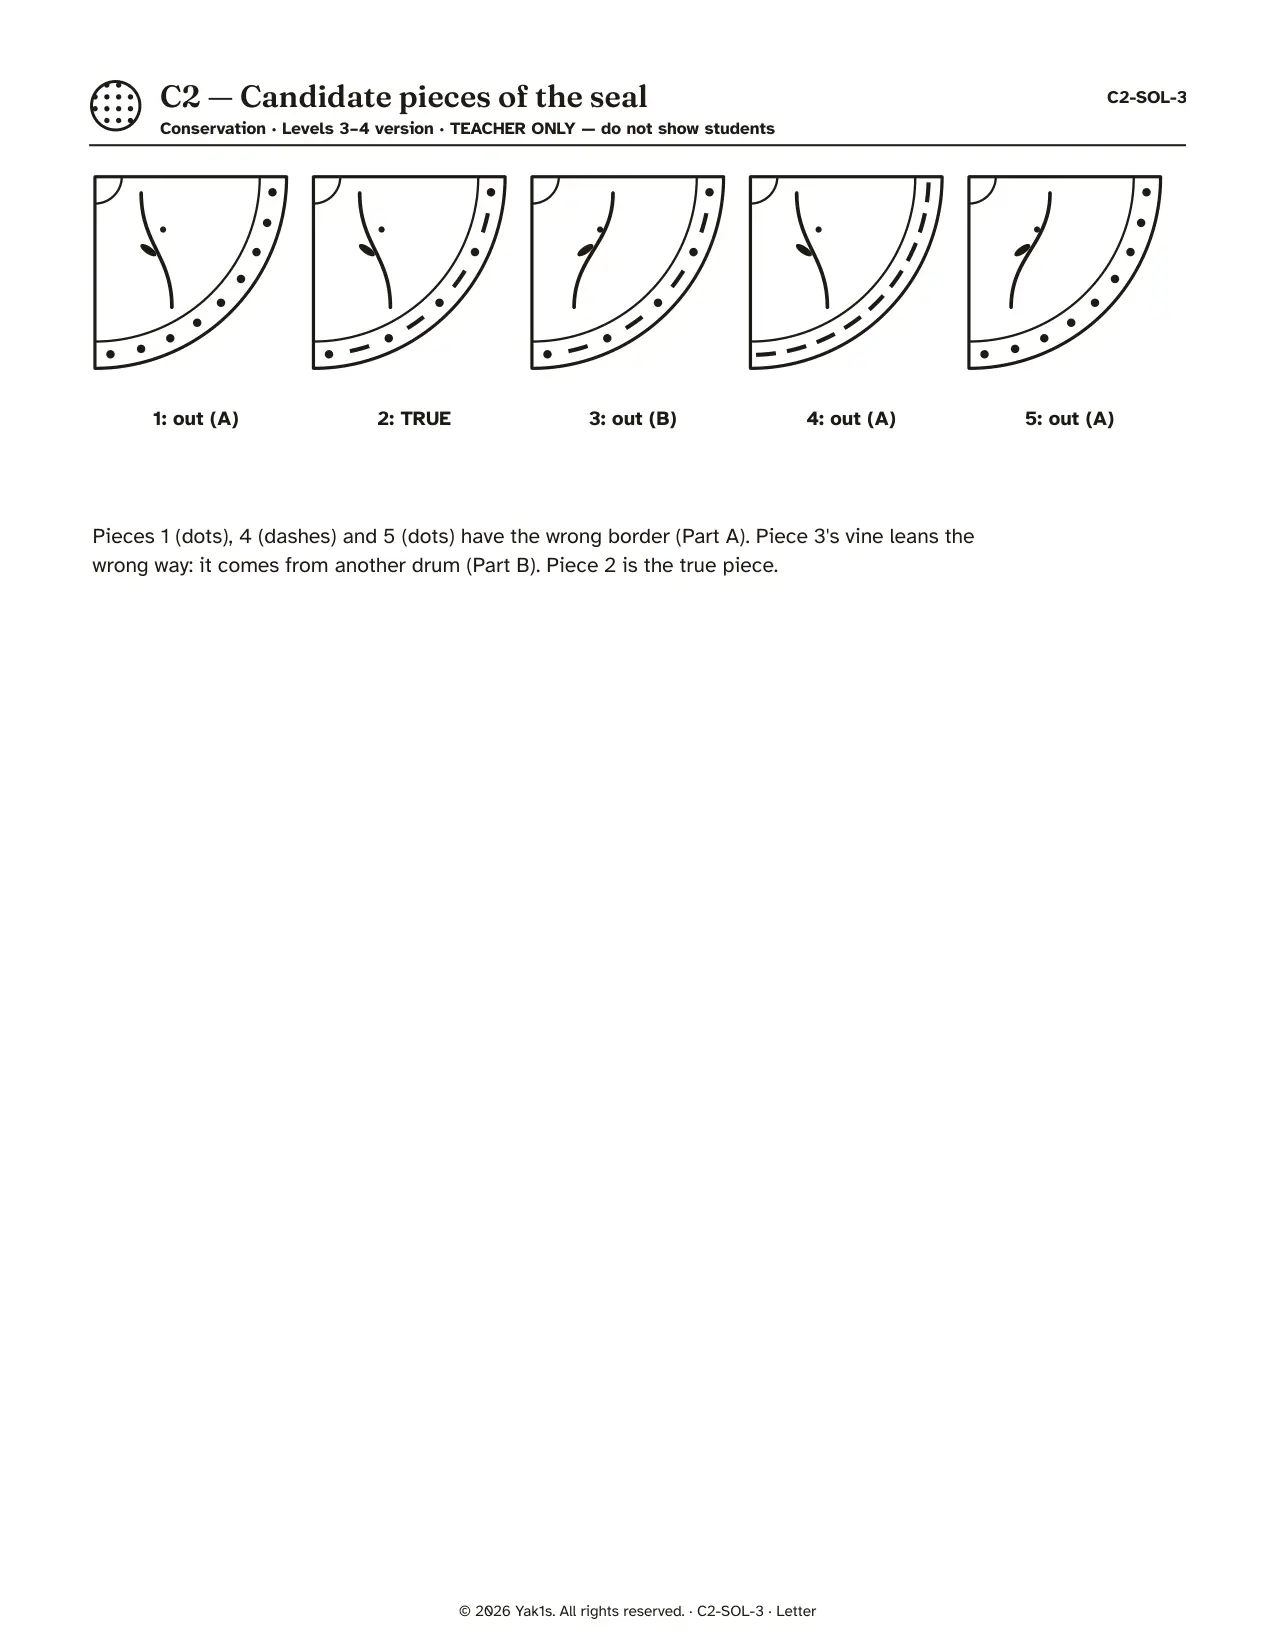 C2 — Candidate pieces of the seal
C2-SOL-3
Conservation · Levels 3–4 version · TEACHER ONLY — do not show students
1: out (A)
2: TRUE
3: out (B)
4: out (A)
5: out (A)
Pieces 1 (dots), 4 (dashes) and 5 (dots) have the wrong border (Part A). Piece 3's vine leans the
wrong way: it comes from another drum (Part B). Piece 2 is the true piece.
© 2026 Yak1s. All rights reserved. · C2-SOL-3 · Letter